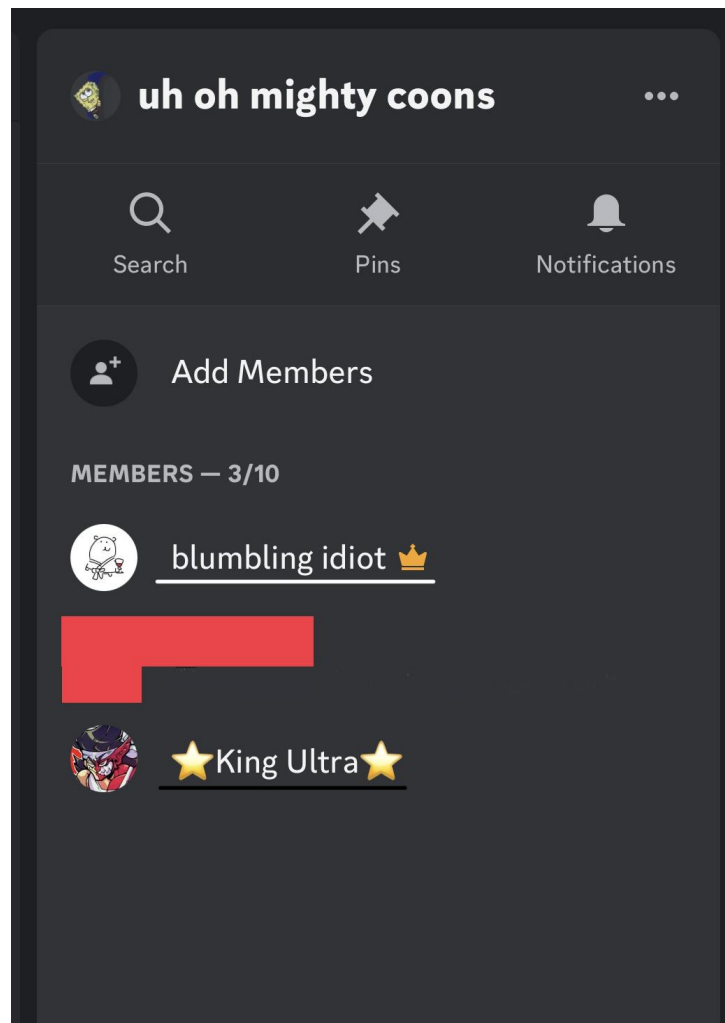 uh oh mighty coons
Search Pins Notifications
Add Members
MEMBERS — 3/10
blumbling idiot
⭐King Ultra⭐